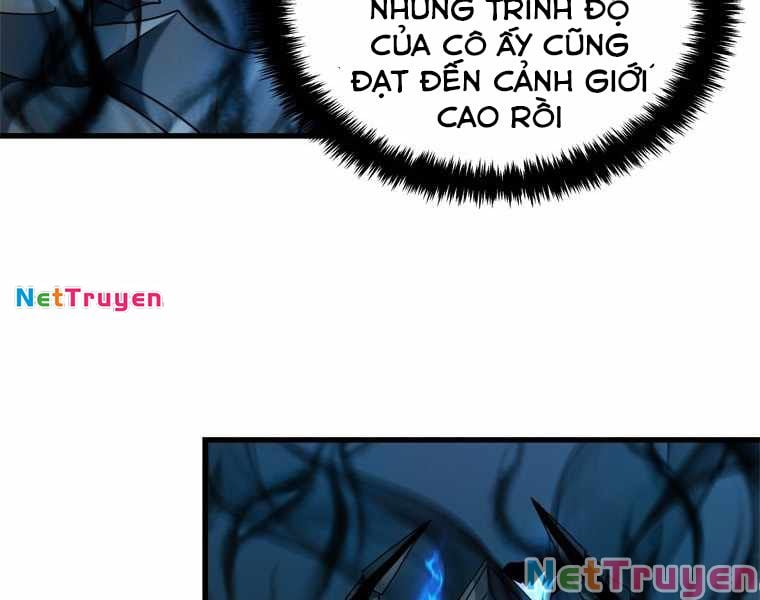 NHƯNG TRÌNH ĐỘ
CỦA CÔ ẤY CŨNG
ĐẠT ĐẾN CẢNH GIỚI
CAO RỒI
NetTruyen
NetTruyen